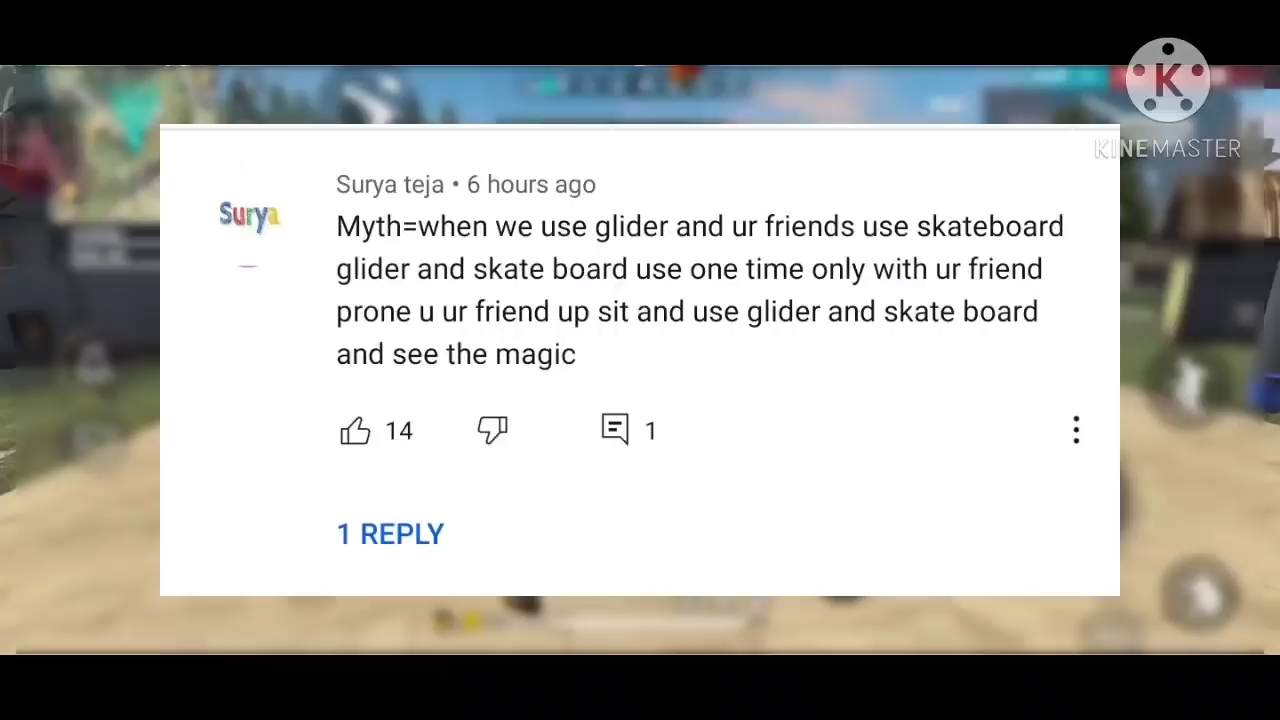 K
KINEMASTER
Surya
Surya teja • 6 hours ago
Myth=when we use glider and ur friends use skateboard
glider and skate board use one time only with ur friend
prone u ur friend up sit and use glider and skate board
and see the magic
14
1
1 REPLY